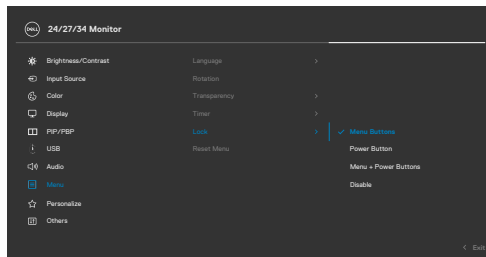 DELL 24/27/34 Monitor
Brightness/Contrast Language >
Input Source Rotation
Color Transparency >
Display Timer >
PIP/PBP Lock > ✓ Menu Buttons
USB Reset Menu Power Button
Audio Menu + Power Buttons
Menu Disable
Personalize
Others
< Exit